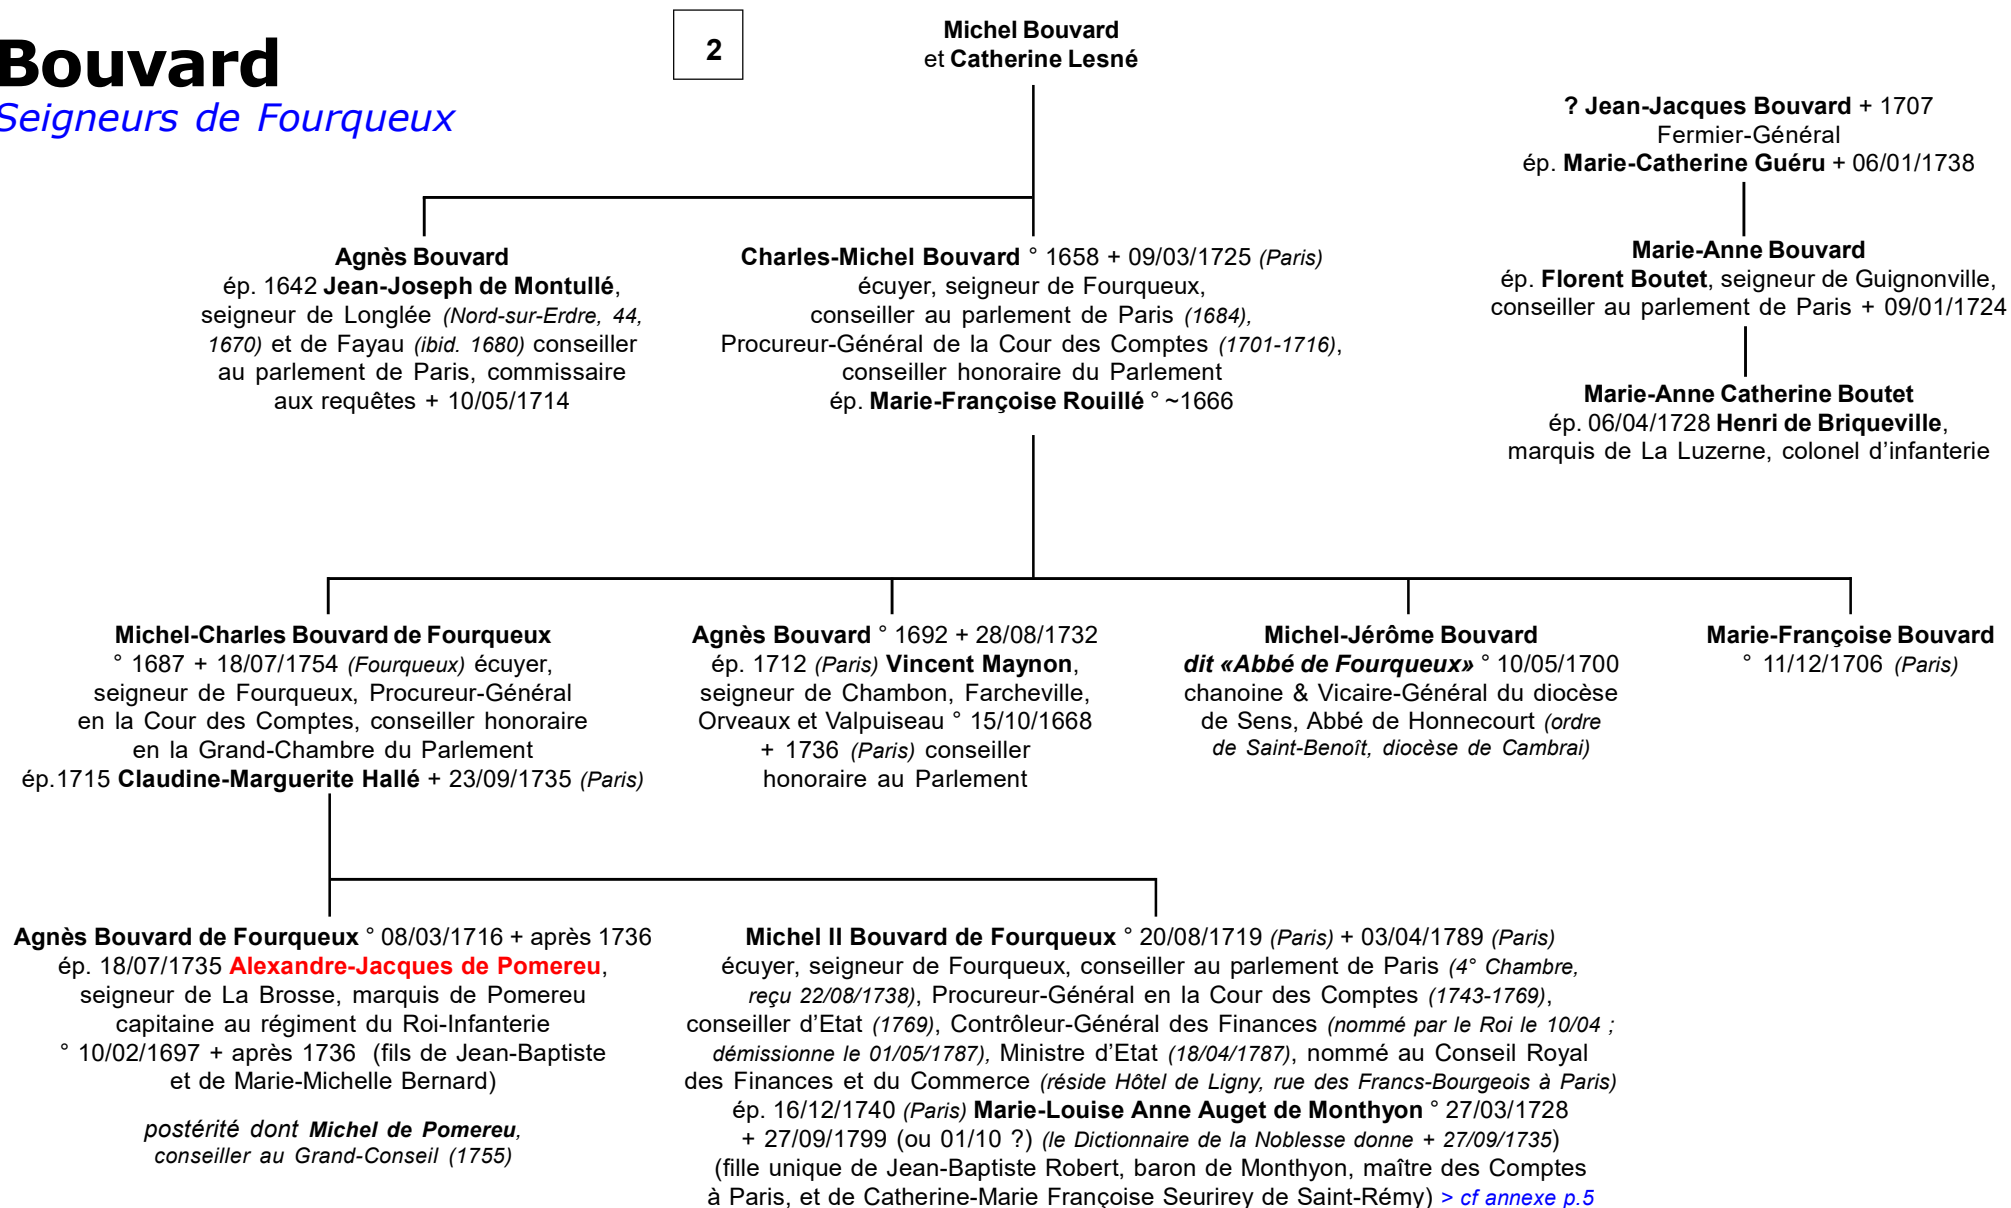 Bouvard
Seigneurs de Fourqueux
2
Michel Bouvard
et Catherine Lesné
? Jean-Jacques Bouvard + 1707
Fermier-Général
ép. Marie-Catherine Guéru + 06/01/1738
Agnès Bouvard
ép. 1642 Jean-Joseph de Montullé,
seigneur de Longlée (Nord-sur-Erdre, 44,
1670) et de Fayau (ibid. 1680) conseiller
au parlement de Paris, commissaire
aux requêtes + 10/05/1714
Charles-Michel Bouvard ° 1658 + 09/03/1725 (Paris)
écuyer, seigneur de Fourqueux,
conseiller au parlement de Paris (1684),
Procureur-Général de la Cour des Comptes (1701-1716),
conseiller honoraire du Parlement
ép. Marie-Françoise Rouillé ° ~1666
Marie-Anne Bouvard
ép. Florent Boutet, seigneur de Guignonville,
conseiller au parlement de Paris + 09/01/1724
Marie-Anne Catherine Boutet
ép. 06/04/1728 Henri de Briqueville,
marquis de La Luzerne, colonel d’infanterie
Michel-Charles Bouvard de Fourqueux
° 1687 + 18/07/1754 (Fourqueux) écuyer,
seigneur de Fourqueux, Procureur-Général
en la Cour des Comptes, conseiller honoraire
en la Grand-Chambre du Parlement
ép.1715 Claudine-Marguerite Hallé + 23/09/1735 (Paris)
Agnès Bouvard ° 1692 + 28/08/1732
ép. 1712 (Paris) Vincent Maynon,
seigneur de Chambon, Farcheville,
Orveaux et Valpuiseau ° 15/10/1668
+ 1736 (Paris) conseiller
honoraire au Parlement
Michel-Jérôme Bouvard
dit «Abbé de Fourqueux» ° 10/05/1700
chanoine & Vicaire-Général du diocèse
de Sens, Abbé de Honnecourt (ordre
de Saint-Benoît, diocèse de Cambrai)
Marie-Françoise Bouvard
° 11/12/1706 (Paris)
Agnès Bouvard de Fourqueux ° 08/03/1716 + après 1736
ép. 18/07/1735 Alexandre-Jacques de Pomereu,
seigneur de La Brosse, marquis de Pomereu
capitaine au régiment du Roi-Infanterie
° 10/02/1697 + après 1736 (fils de Jean-Baptiste
et de Marie-Michelle Bernard)
postérité dont Michel de Pomereu,
conseiller au Grand-Conseil (1755)
Michel II Bouvard de Fourqueux ° 20/08/1719 (Paris) + 03/04/1789 (Paris)
écuyer, seigneur de Fourqueux, conseiller au parlement de Paris (4° Chambre,
reçu 22/08/1738), Procureur-Général en la Cour des Comptes (1743-1769),
conseiller d’Etat (1769), Contrôleur-Général des Finances (nommé par le Roi le 10/04 ;
démissionne le 01/05/1787), Ministre d’Etat (18/04/1787), nommé au Conseil Royal
des Finances et du Commerce (réside Hôtel de Ligny, rue des Francs-Bourgeois à Paris)
ép. 16/12/1740 (Paris) Marie-Louise Anne Auget de Monthyon ° 27/03/1728
+ 27/09/1799 (ou 01/10 ?) (le Dictionnaire de la Noblesse donne + 27/09/1735)
(fille unique de Jean-Baptiste Robert, baron de Monthyon, maître des Comptes
à Paris, et de Catherine-Marie Françoise Seurirey de Saint-Rémy) > cf annexe p.5